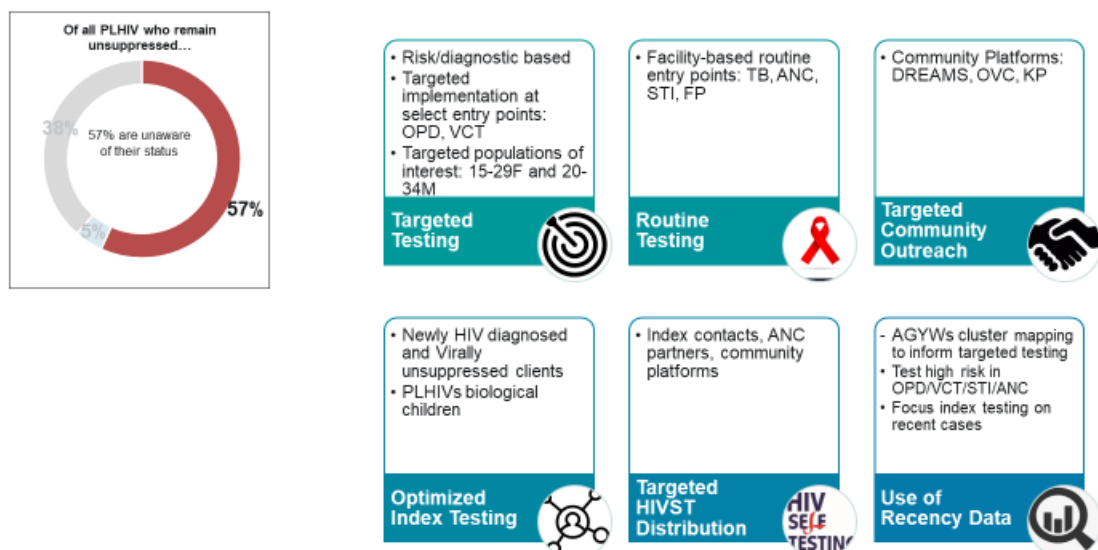 Of all PLHIV who remain
unsuppressed…
38%
57% are unaware
of their status
57%
5%
• Risk/diagnostic based
• Targeted
implementation at
select entry points:
OPD, VCT
• Targeted populations of
interest: 15-29F and 20-
34M
Targeted
Testing
• Facility-based routine
entry points: TB, ANC,
STI, FP
Routine
Testing
• Community Platforms:
DREAMS, OVC, KP
Targeted
Community
Outreach
• Newly HIV diagnosed
and Virally
unsuppressed clients
• PLHIVs biological
children
Optimized
Index Testing
• Index contacts, ANC
partners, community
platforms
Targeted
HIVST
Distribution
HIV
SELF
TESTING
- AGYWs cluster mapping
to inform targeted testing
• Test high risk in
OPD/VCT/STI/ANC
• Focus index testing on
recent cases
Use of
Recency Data